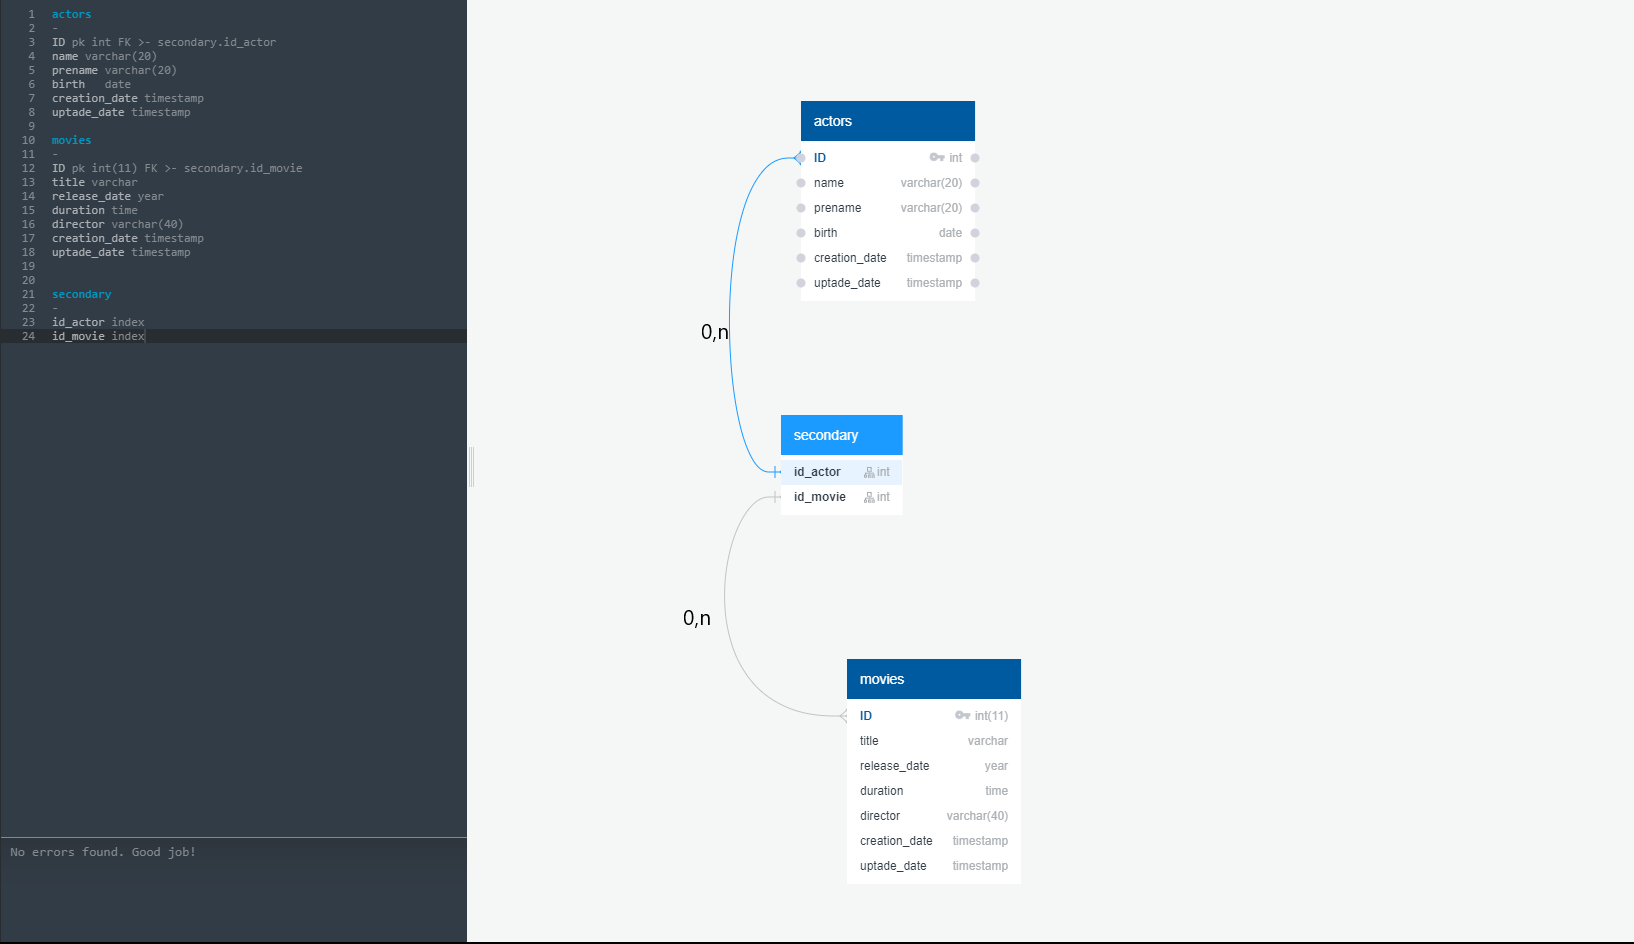 1 actors
2 -
3 ID pk int FK >- secondary.id_actor
4 name varchar(20)
5 prename varchar(20)
6 birth   date
7 creation_date timestamp
8 uptade_date timestamp
9
10 movies
11 -
12 ID pk int(11) FK >- secondary.id_movie
13 title varchar
14 release_date year
15 duration time
16 director varchar(40)
17 creation_date timestamp
18 uptade_date timestamp
19
20
21 secondary
22 -
23 id_actor index
24 id_movie index
No errors found. Good job!
actors
ID int
name varchar(20)
prename varchar(20)
birth date
creation_date timestamp
uptade_date timestamp
0,n
secondary
id_actor int
id_movie int
0,n
movies
ID int(11)
title varchar
release_date year
duration time
director varchar(40)
creation_date timestamp
uptade_date timestamp